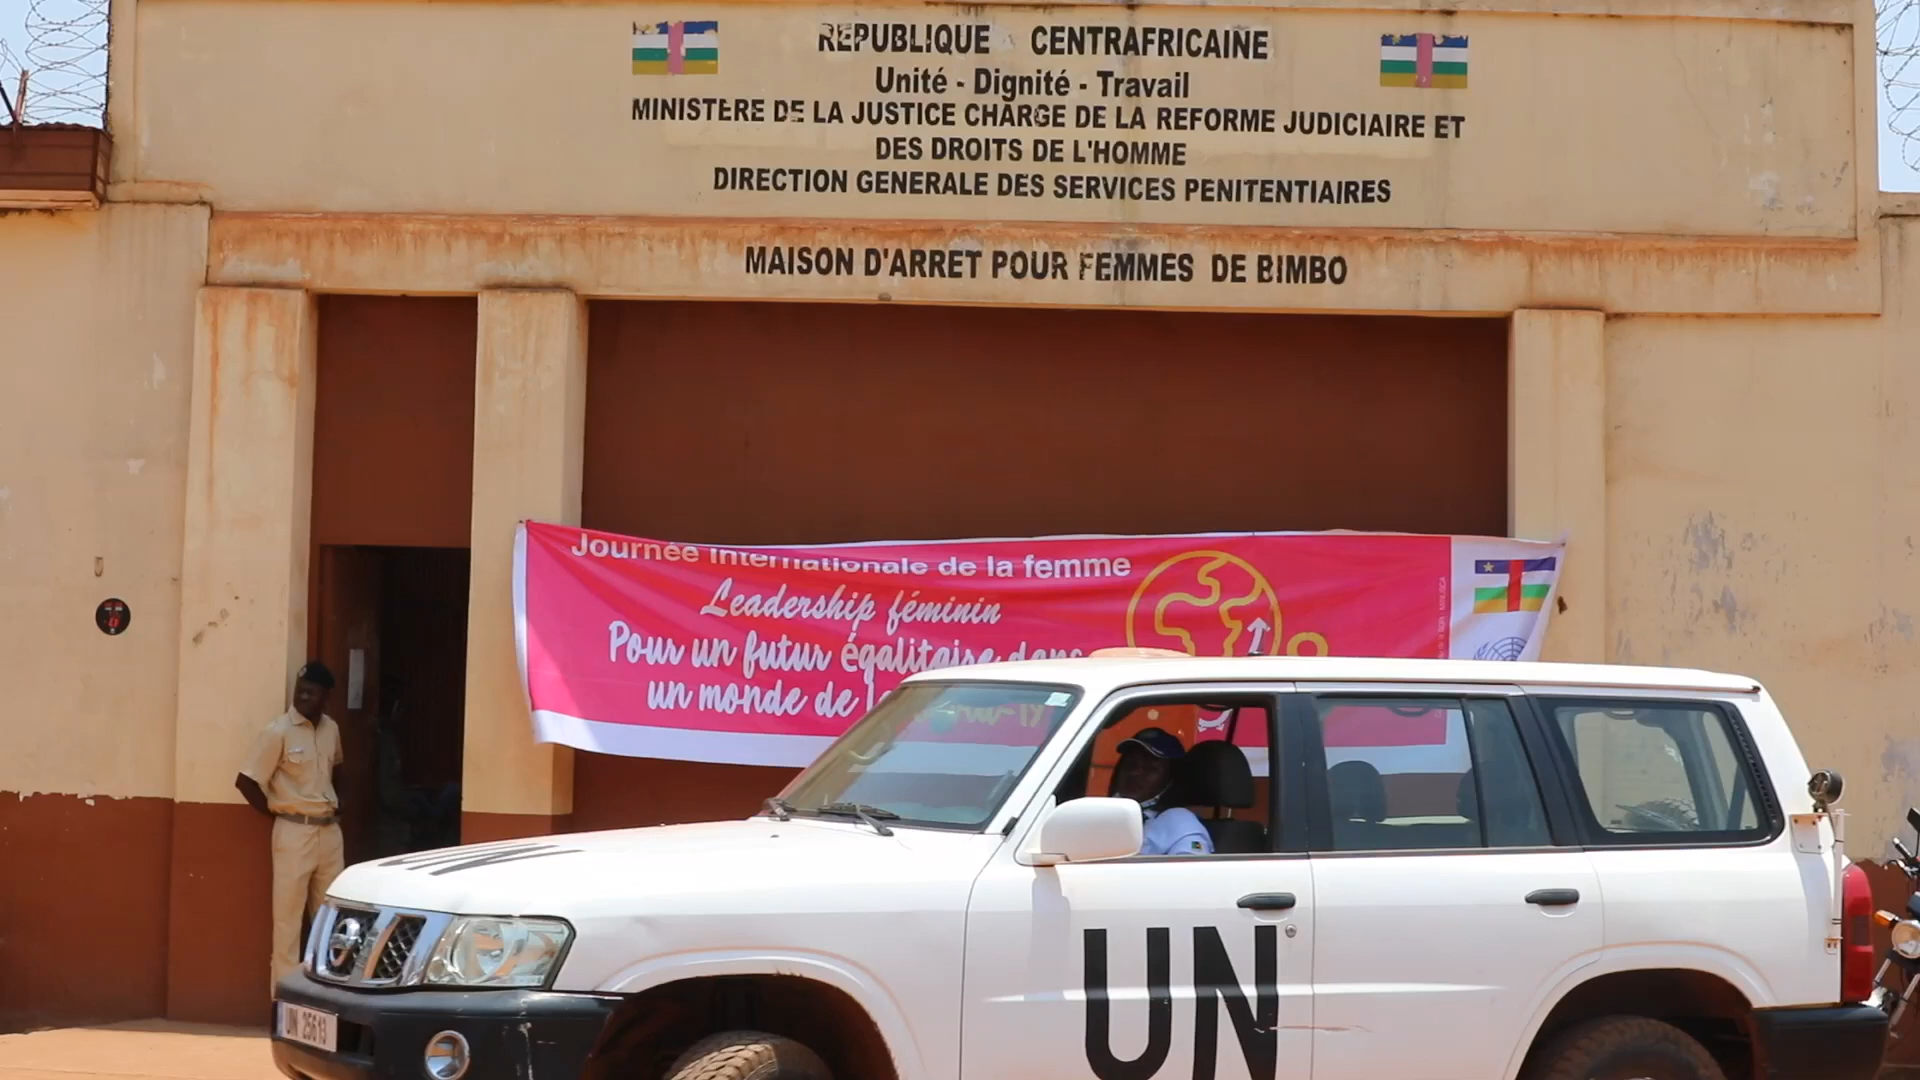 REPUBLIQUE CENTRAFRICAINE
Unité - Dignité - Travail
MINISTERE DE LA JUSTICE CHARGE DE LA REFORME JUDICIAIRE ET
DES DROITS DE L'HOMME
DIRECTION GENERALE DES SERVICES PENITENTIAIRES
MAISON D'ARRET POUR FEMMES DE BIMBO
Journée internationale de la femme
Leadership féminin
Pour un futur égalitaire dans
un monde de
UN
UN 25613
UN